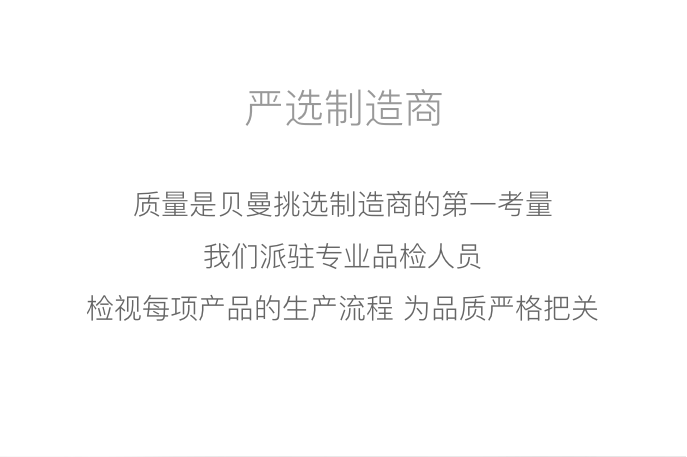 严选制造商
质量是贝曼挑选制造商的第一考量
我们派驻专业品检人员
检视每项产品的生产流程 为品质严格把关